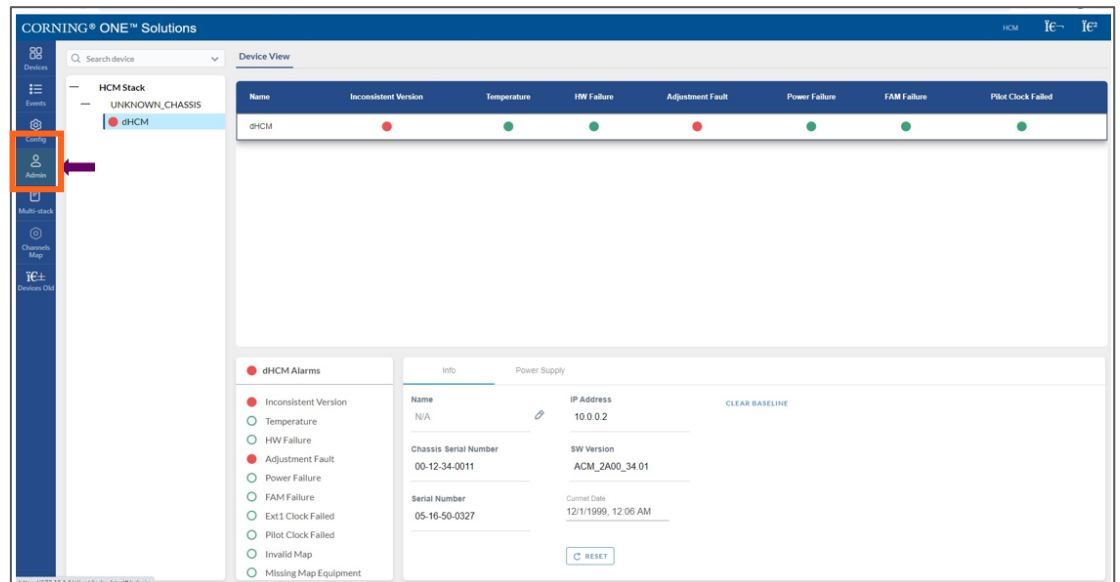 CORNING® ONE™ Solutions
HCM Ïє¬ Ïє²
Devices
Events
Config
Admin
Multi-stack
Channels
Map
Ïє±
Devices Old
Search device
HCM Stack
UNKNOWN_CHASSIS
dHCM
Device View
Name Inconsistent Version Temperature HW Failure Adjustment Fault Power Failure FAM Failure Pilot Clock Failed
dHCM
dHCM Alarms
Inconsistent Version
Temperature
HW Failure
Adjustment Fault
Power Failure
FAM Failure
Ext1 Clock Failed
Pilot Clock Failed
Invalid Map
Missing Map Equipment
Info Power Supply
Name IP Address
N/A 10.0.0.2
CLEAR BASELINE
Chassis Serial Number SW Version
00-12-34-0011 ACM_2A00_34.01
Serial Number Currnet Date
05-16-50-0327 12/1/1999, 12:06 AM
RESET